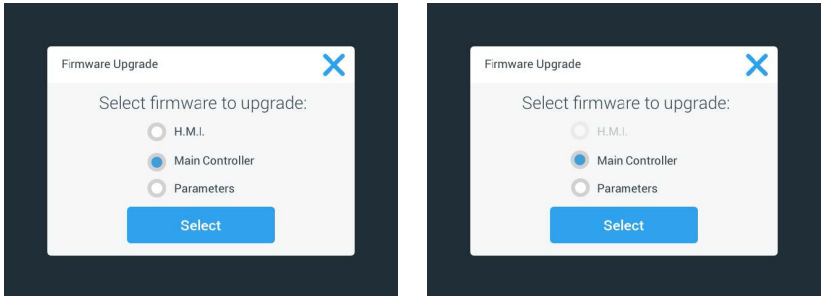 Firmware Upgrade
Select firmware to upgrade:
H.M.I.
Main Controller
Parameters
Select
Firmware Upgrade
Select firmware to upgrade:
H.M.I.
Main Controller
Parameters
Select